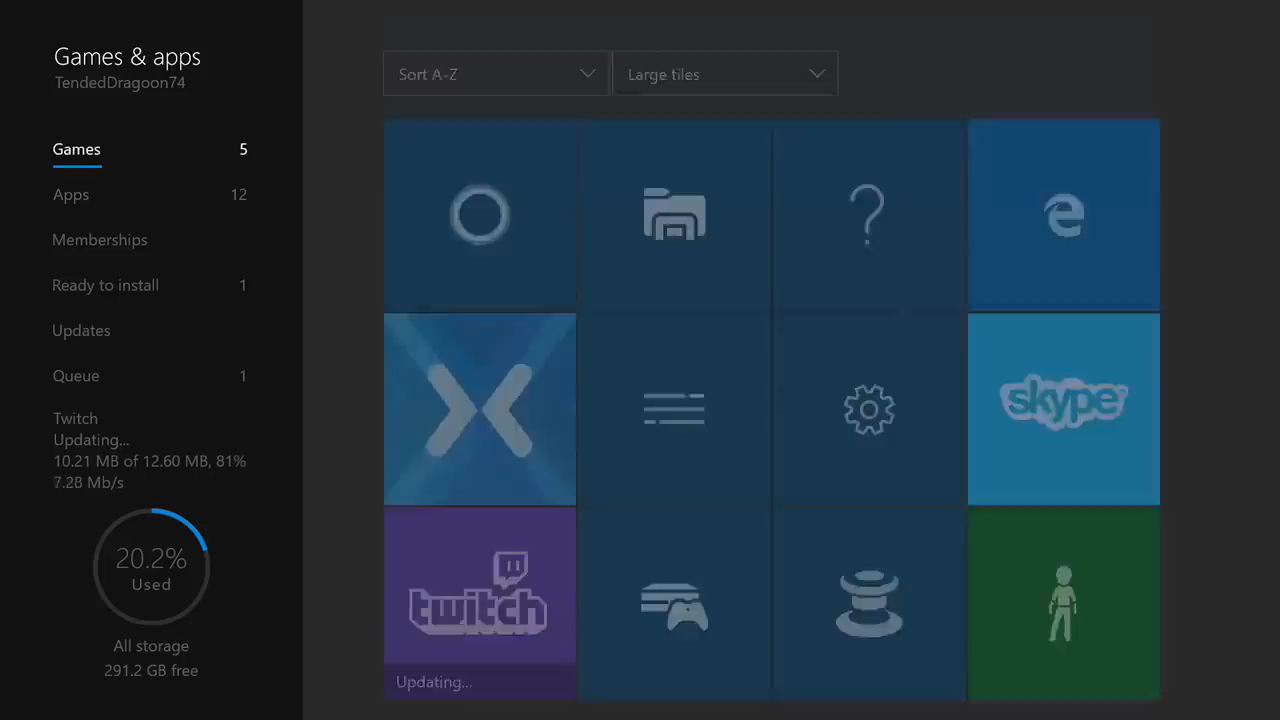 Games & apps
TendedDragoon74
Games 5
Apps 12
Memberships
Ready to install 1
Updates
Queue 1
Twitch
Updating...
10.21 MB of 12.60 MB, 81%
7.28 Mb/s
20.2%
Used
All storage
291.2 GB free
Sort A-Z
Large tiles
skype
twitch
Updating...